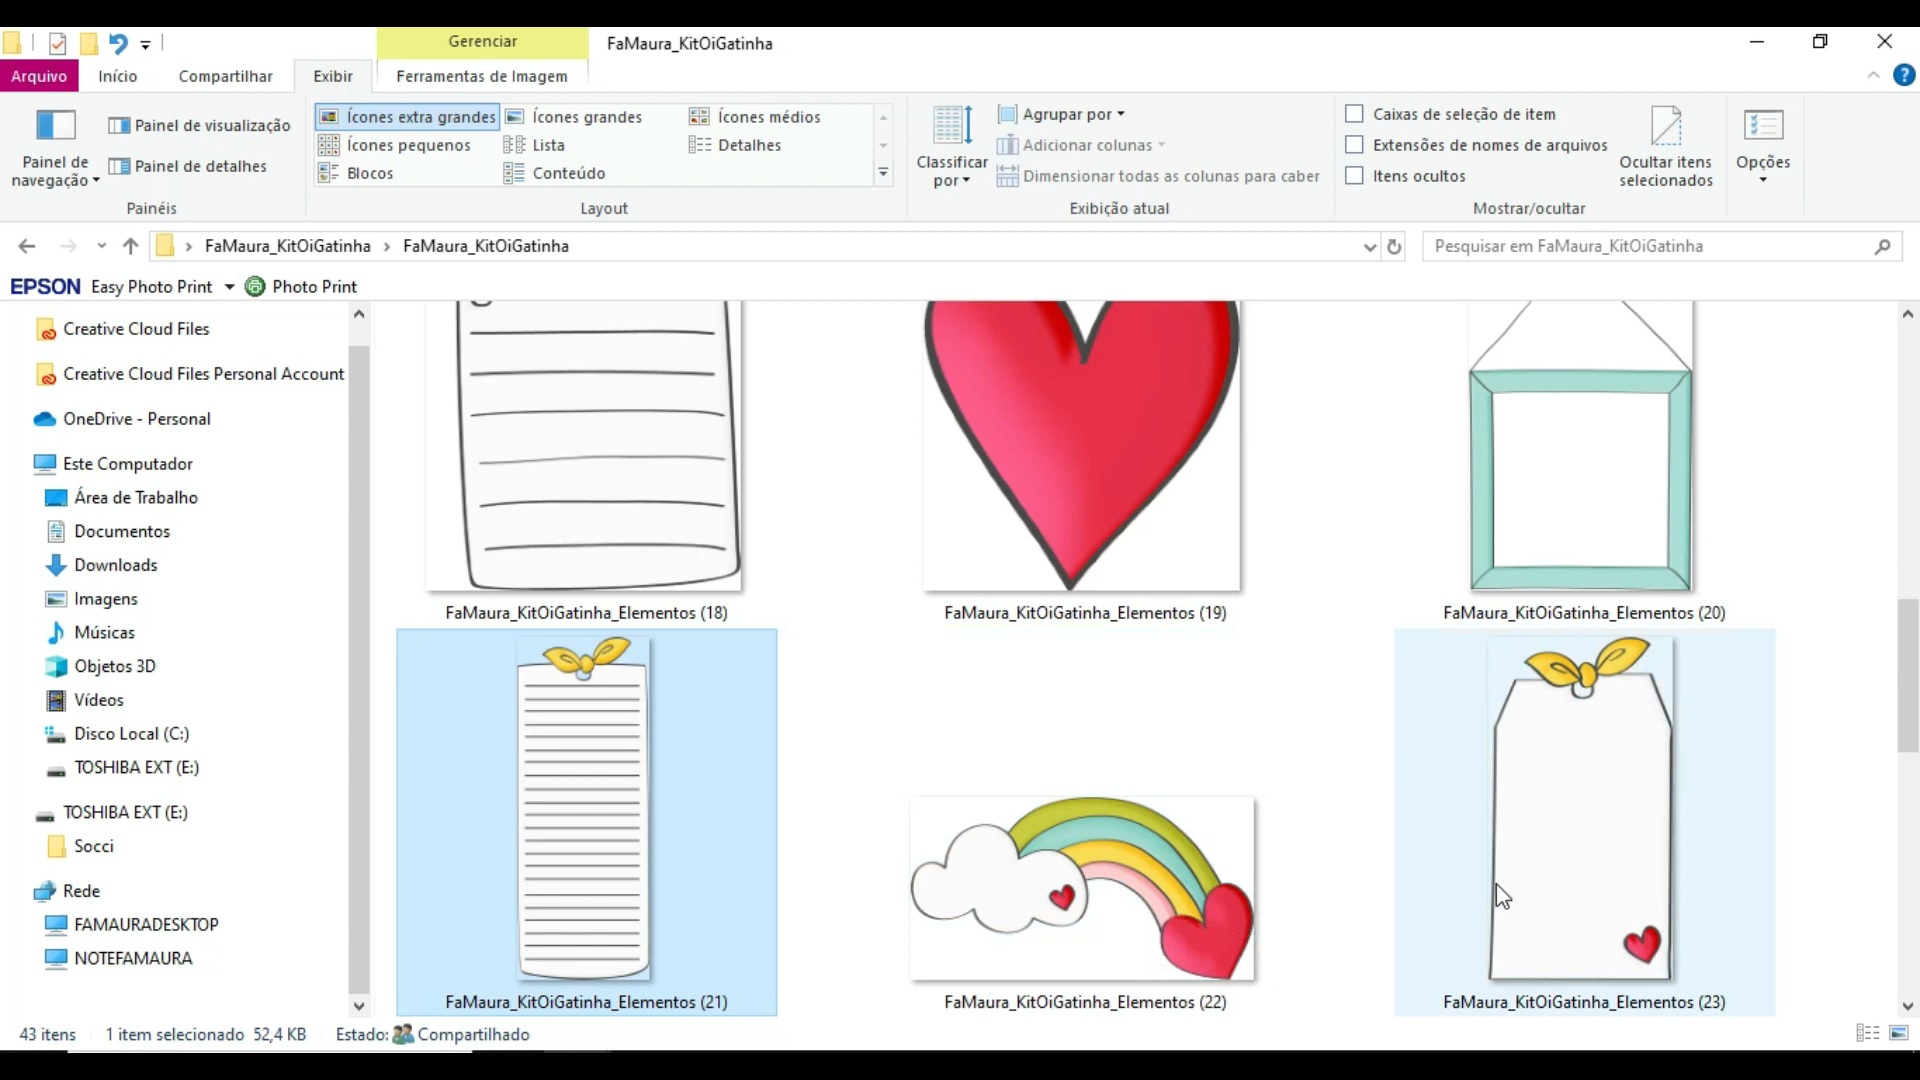 Gerenciar
FaMaura_KitOiGatinha
Arquivo
Início
Compartilhar
Exibir
Ferramentas de Imagem
Painel de navegação
Painel de visualização
Painel de detalhes
Painéis
Ícones extra grandes
Ícones grandes
Ícones médios
Ícones pequenos
Lista
Detalhes
Blocos
Conteúdo
Layout
Classificar por
Agrupar por
Adicionar colunas
Dimensionar todas as colunas para caber
Exibição atual
Caixas de seleção de item
Extensões de nomes de arquivos
Itens ocultos
Ocultar itens selecionados
Mostrar/ocultar
Opções
FaMaura_KitOiGatinha › FaMaura_KitOiGatinha
Pesquisar em FaMaura_KitOiGatinha
EPSON Easy Photo Print
Photo Print
Creative Cloud Files
Creative Cloud Files Personal Account
OneDrive - Personal
Este Computador
Área de Trabalho
Documentos
Downloads
Imagens
Músicas
Objetos 3D
Vídeos
Disco Local (C:)
TOSHIBA EXT (E:)
TOSHIBA EXT (E:)
Socci
Rede
FAMAURADESKTOP
NOTEFAMAURA
FaMaura_KitOiGatinha_Elementos (18)
FaMaura_KitOiGatinha_Elementos (19)
FaMaura_KitOiGatinha_Elementos (20)
FaMaura_KitOiGatinha_Elementos (21)
FaMaura_KitOiGatinha_Elementos (22)
FaMaura_KitOiGatinha_Elementos (23)
43 itens
1 item selecionado 52,4 KB
Estado: Compartilhado